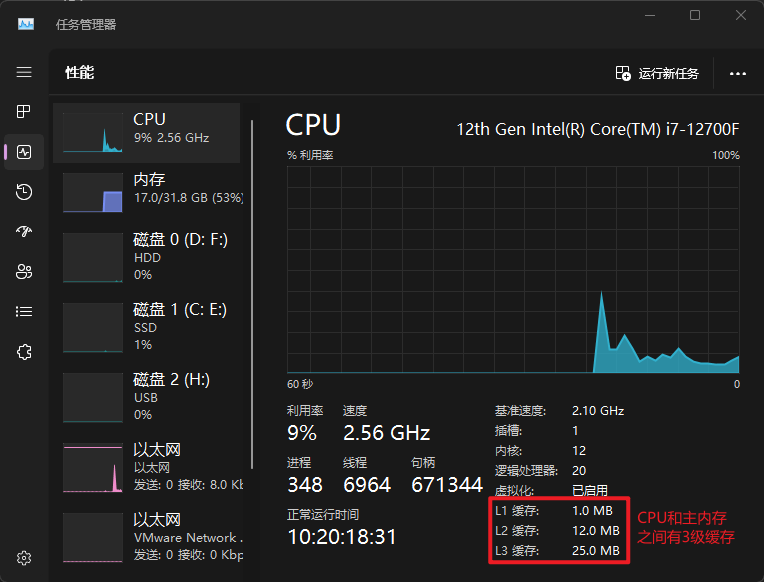 任务管理器
性能
运行新任务
CPU
9% 2.56 GHz
内存
17.0/31.8 GB (53%)
磁盘 0 (D: F:)
HDD
0%
磁盘 1 (C: E:)
SSD
1%
磁盘 2 (H:)
USB
0%
以太网
以太网
发送: 0 接收: 8.0 Kb
以太网
VMware Network .
发送: 0 接收: 0 Kbp
CPU
12th Gen Intel(R) Core(TM) i7-12700F
% 利用率
100%
60 秒
0
利用率 速度
9% 2.56 GHz
进程 线程 句柄
348 6964 671344
正常运行时间
10:20:18:31
基准速度: 2.10 GHz
插槽: 1
内核: 12
逻辑处理器: 20
虚拟化: 已启用
L1 缓存: 1.0 MB
L2 缓存: 12.0 MB
L3 缓存: 25.0 MB
CPU和主内存
之间有3级缓存